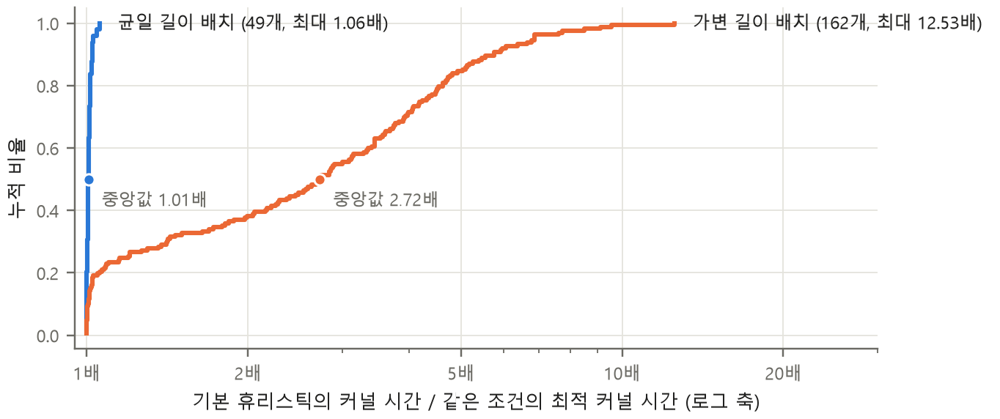 균일 길이 배치 (49개, 최대 1.06배)
가변 길이 배치 (162개, 최대 12.53배)
1.0
0.8
0.6
0.4
0.2
0.0
누적 비율
중앙값 1.01배
중앙값 2.72배
1배
2배
5배
10배
20배
기본 휴리스틱의 커널 시간 / 같은 조건의 최적 커널 시간 (로그 축)